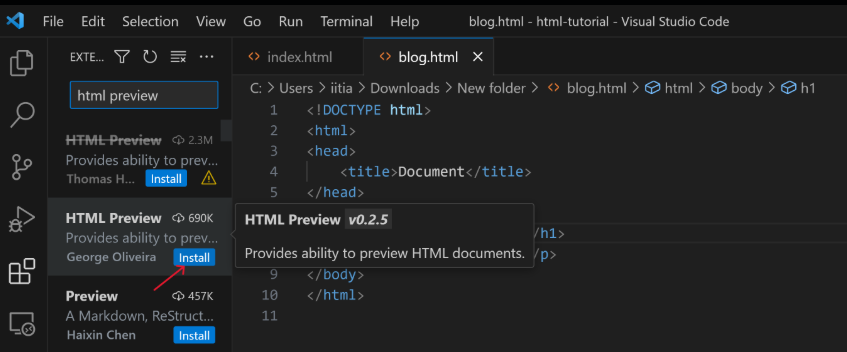 File Edit Selection View Go Run Terminal Help blog.html - html-tutorial - Visual Studio Code
EXTE... ···
index.html
blog.html
html preview
C: > Users > iitia > Downloads > New folder > blog.html > html > body > h1
HTML Preview 2.3M
Provides ability to prev...
Thomas H... Install
HTML Preview 690K
Provides ability to prev...
George Oliveira Install
Preview 457K
A Markdown, ReStruct...
Haixin Chen Install
1 <!DOCTYPE html>
2 <html>
3 <head>
4 <title>Document</title>
5 </head>
HTML Preview v0.2.5
Provides ability to preview HTML documents.
/h1>
/p>
9 </body>
10 </html>
11